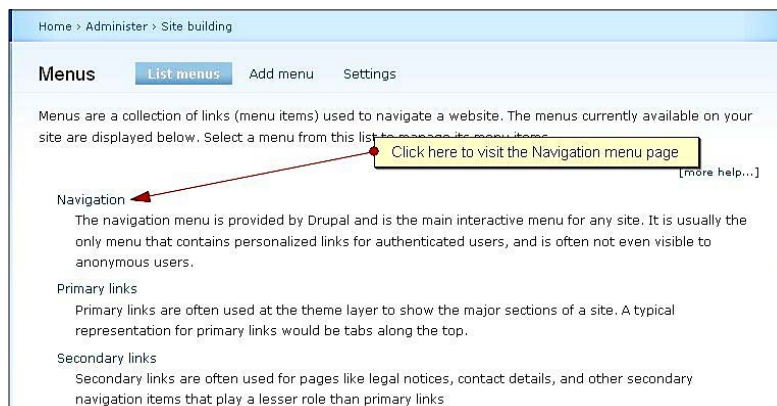 Home > Administer > Site building
Menus List menus Add menu Settings
Menus are a collection of links (menu items) used to navigate a website. The menus currently available on your
site are displayed below. Select a menu from this list to manage its menu items.
Click here to visit the Navigation menu page
[more help...]
Navigation
The navigation menu is provided by Drupal and is the main interactive menu for any site. It is usually the
only menu that contains personalized links for authenticated users, and is often not even visible to
anonymous users.
Primary links
Primary links are often used at the theme layer to show the major sections of a site. A typical
representation for primary links would be tabs along the top.
Secondary links
Secondary links are often used for pages like legal notices, contact details, and other secondary
navigation items that play a lesser role than primary links